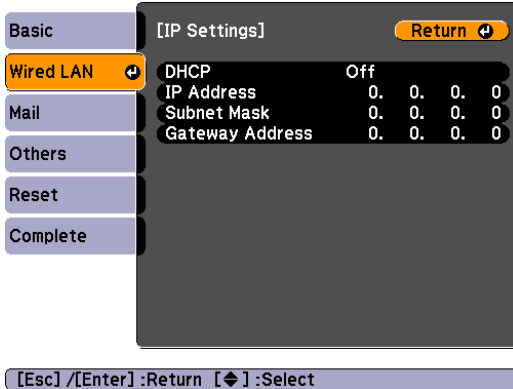 Basic
Wired LAN
Mail
Others
Reset
Complete
[IP Settings]
Return
DHCP Off
IP Address 0. 0. 0. 0
Subnet Mask 0. 0. 0. 0
Gateway Address 0. 0. 0. 0
[Esc] /[Enter] :Return [◆] :Select